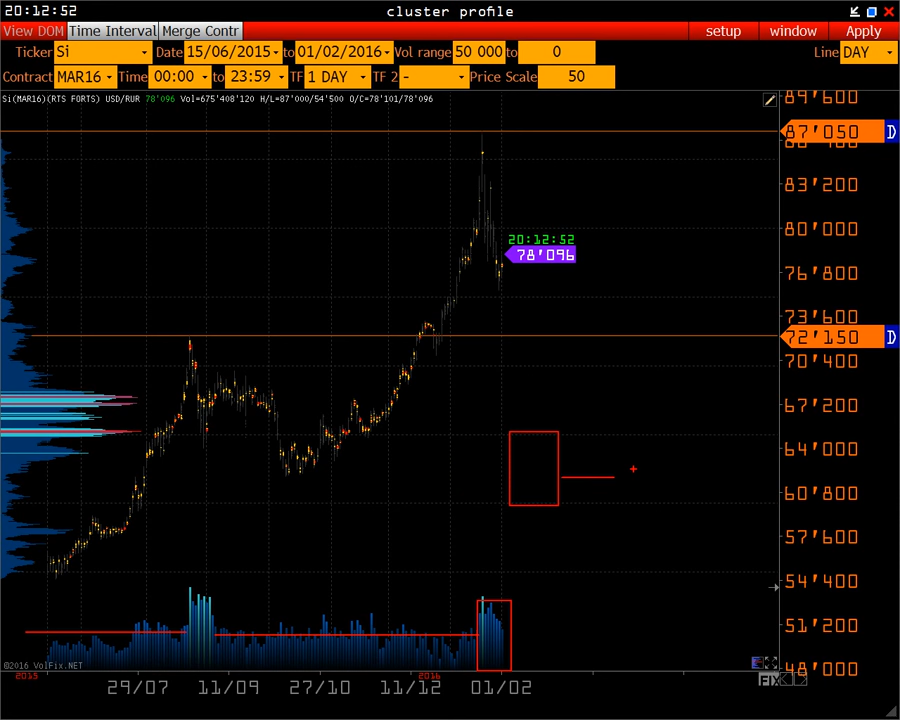 20:12:52 cluster profile
View DOM Time Interval Merge Contr setup window Apply
Ticker Si Date 15/06/2015 to 01/02/2016 Vol range 50 000 to 0 Line DAY
Contract MAR16 Time 00:00 to 23:59 TF 1 DAY TF 2 - Price Scale 50
Si(MAR16)(RTS FORTS) USD/RUR 78'096 Vol=675'408'120 H/L=87'000/54'500 O/C=78'101/78'096
89'600
87'050 D
83'200
80'000
20:12:52
78'096
76'800
73'600
72'150 D
70'400
67'200
64'000
60'800
57'600
54'400
51'200
48'000
©2016 VolFix.NET
2015 2016
29/07 11/09 27/10 11/12 01/02
FIX